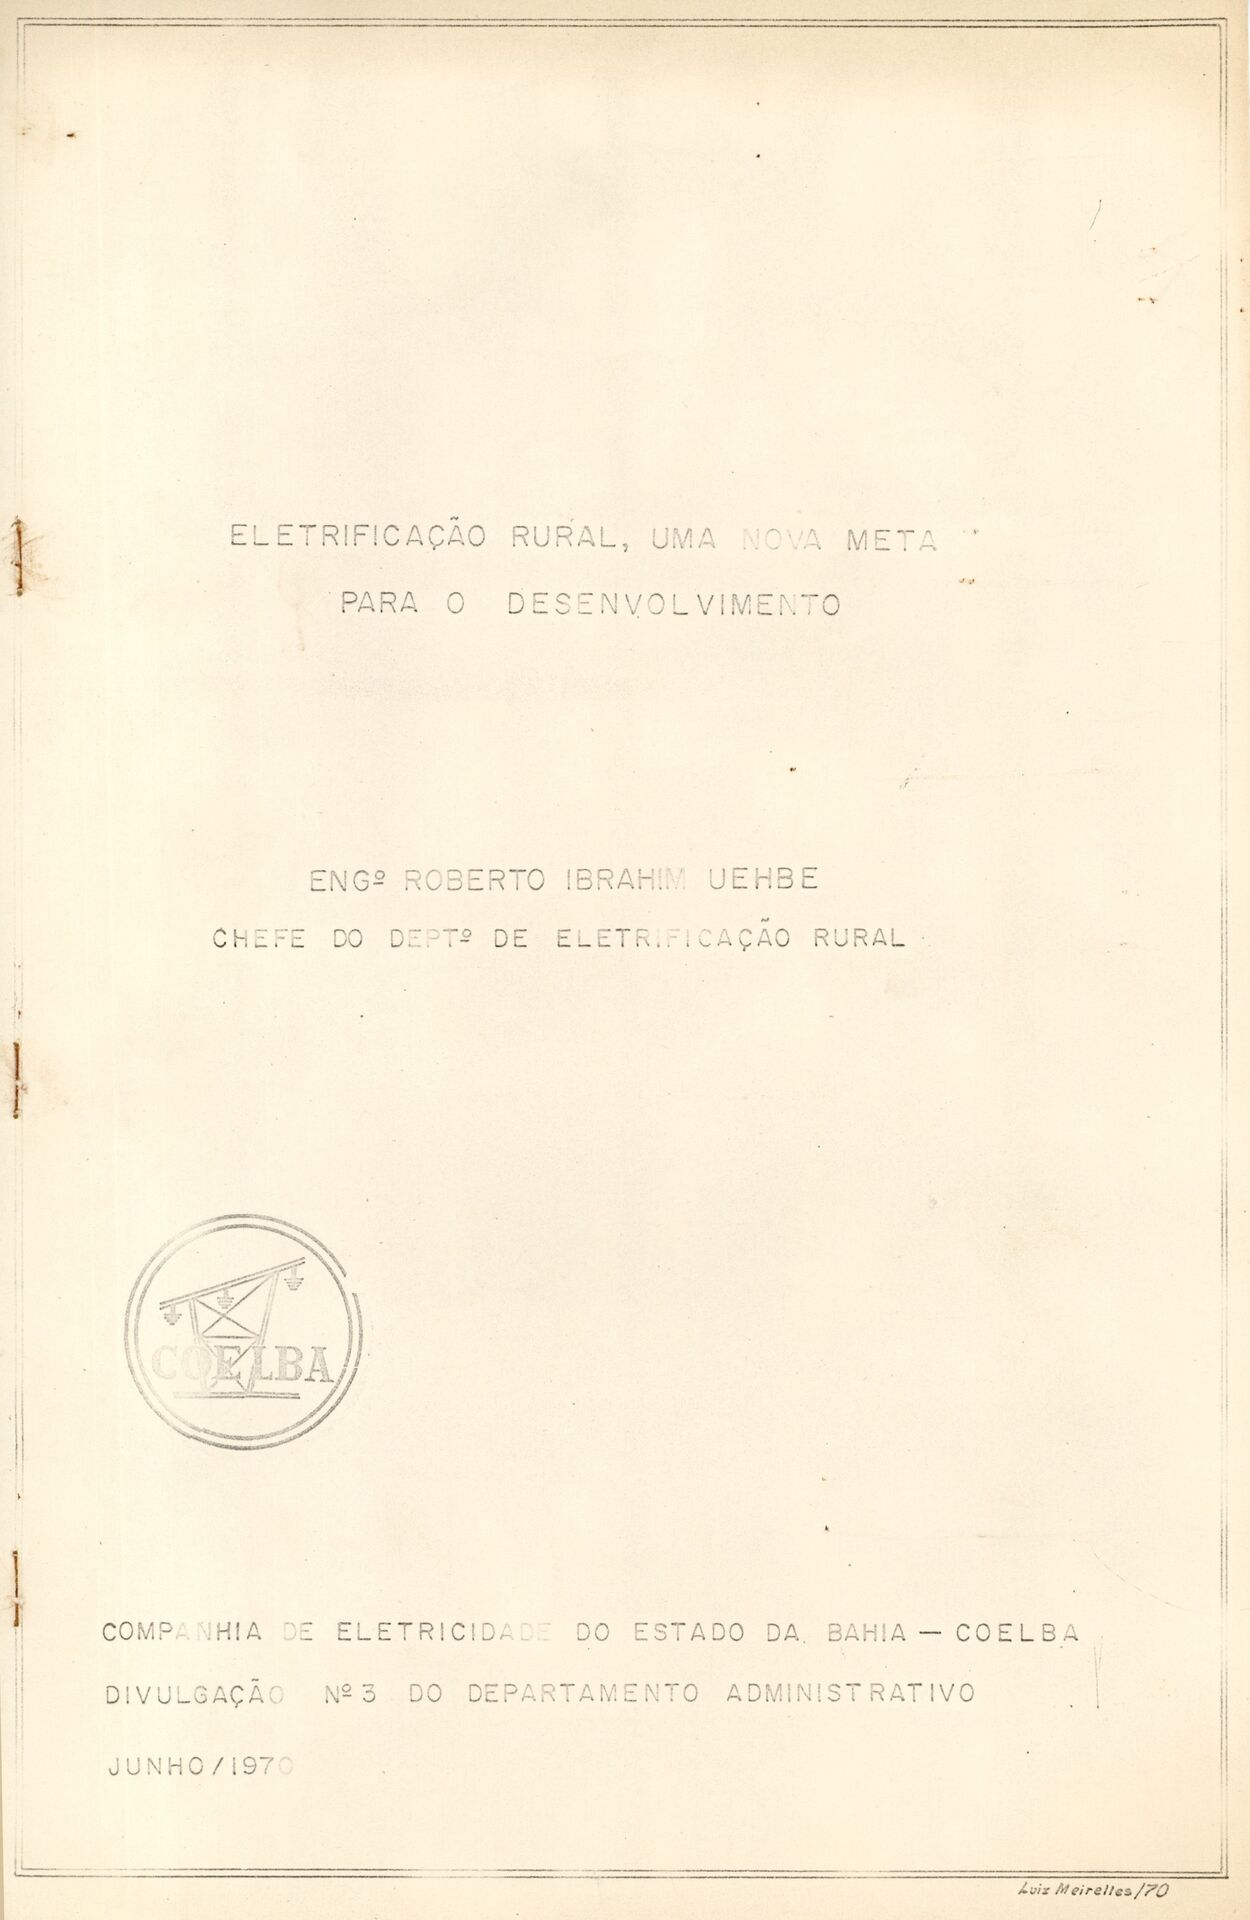 ELETRIFICAÇÃO RURAL, UMA NOVA META
PARA O DESENVOLVIMENTO
ENGº ROBERTO IBRAHIM UEHBE
CHEFE DO DEPTº DE ELETRIFICAÇÃO RURAL
COELBA
COMPANHIA DE ELETRICIDADE DO ESTADO DA BAHIA — COELBA
DIVULGAÇÃO Nº 3 DO DEPARTAMENTO ADMINISTRATIVO
JUNHO/1970
Luiz Meirelles/70